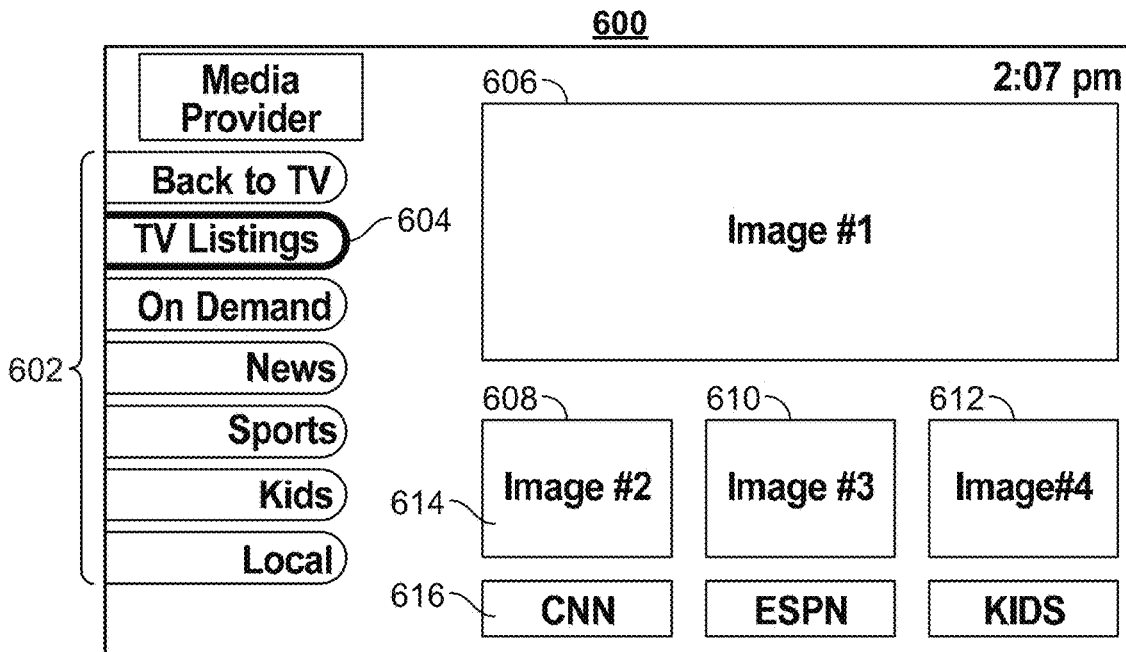 600
2:07 pm
Media
Provider
606
Back to TV
TV Listings
604
On Demand
News
Sports
Kids
Local
602
Image #1
608
610
612
Image #2
Image #3
Image#4
614
616
CNN
ESPN
KIDS